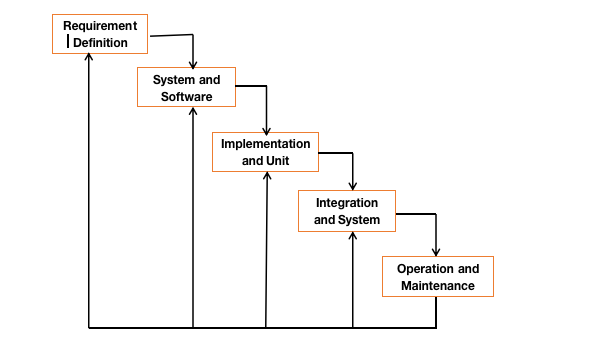 Requirement
Definition
System and
Software
Implementation
and Unit
Integration
and System
Operation and
Maintenance